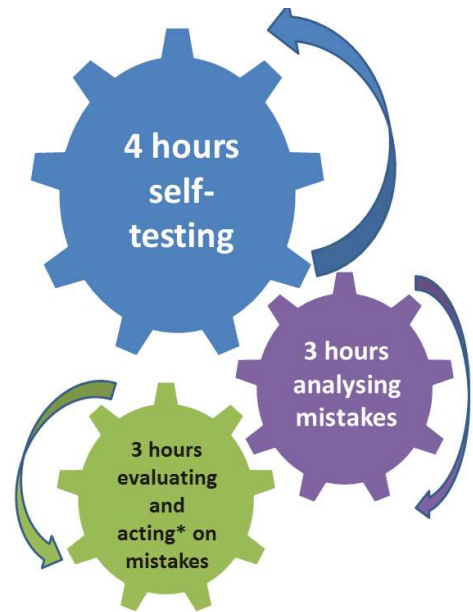 4 hours
self-
testing
3 hours
analysing
mistakes
3 hours
evaluating
and
acting* on
mistakes